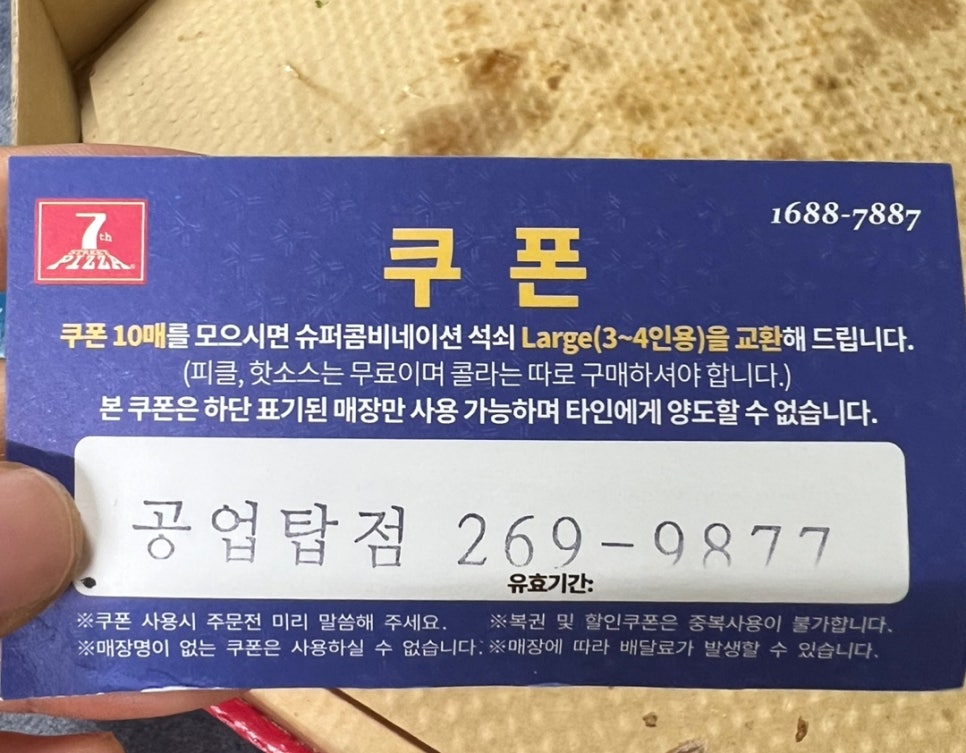 7th
STREET
PIZZA
1688-7887
쿠폰
쿠폰 10매를 모으시면 슈퍼콤비네이션 석쇠 Large(3~4인용)을 교환해 드립니다.
(피클, 핫소스는 무료이며 콜라는 따로 구매하셔야 합니다.)
본 쿠폰은 하단 표기된 매장만 사용 가능하며 타인에게 양도할 수 없습니다.
공업탑점 269-9877
유효기간:
※쿠폰 사용시 주문전 미리 말씀해 주세요. ※복권 및 할인쿠폰은 중복사용이 불가합니다.
※매장명이 없는 쿠폰은 사용하실 수 없습니다. ※매장에 따라 배달료가 발생할 수 있습니다.